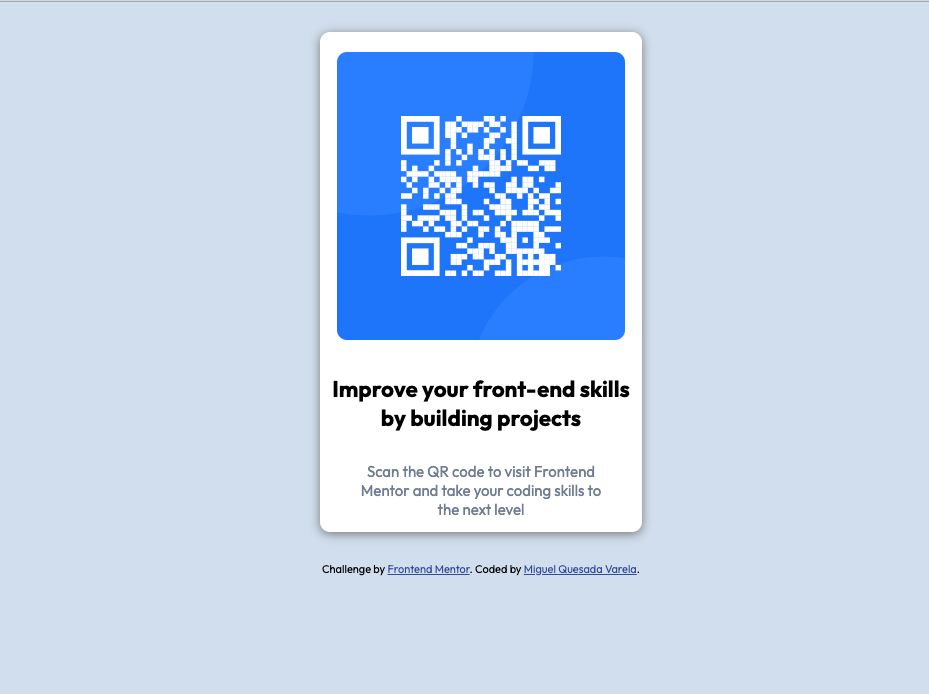 Improve your front-end skills
by building projects
Scan the QR code to visit Frontend
Mentor and take your coding skills to
the next level
Challenge by Frontend Mentor. Coded by Miguel Quesada Varela.